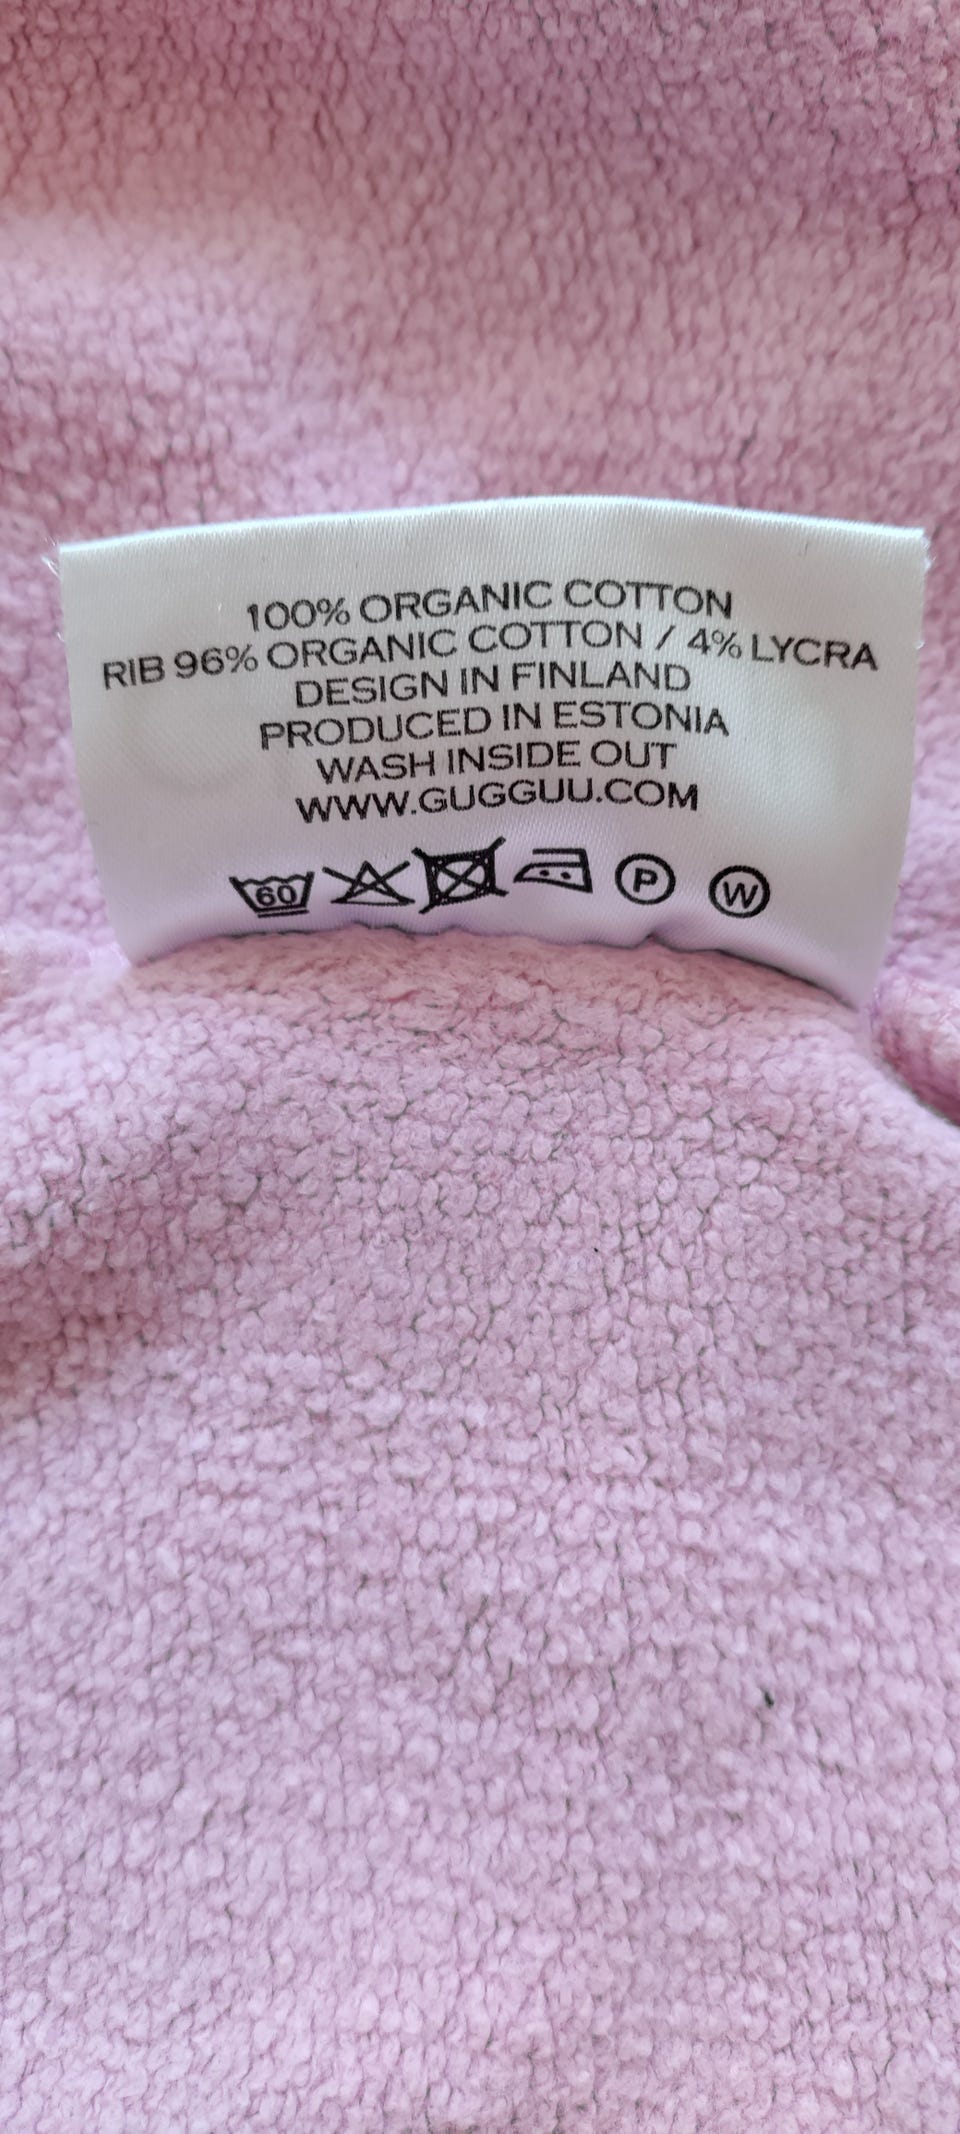 100% ORGANIC COTTON
RIB 96% ORGANIC COTTON / 4% LYCRA
DESIGN IN FINLAND
PRODUCED IN ESTONIA
WASH INSIDE OUT
WWW.GUGGUU.COM
60 P W